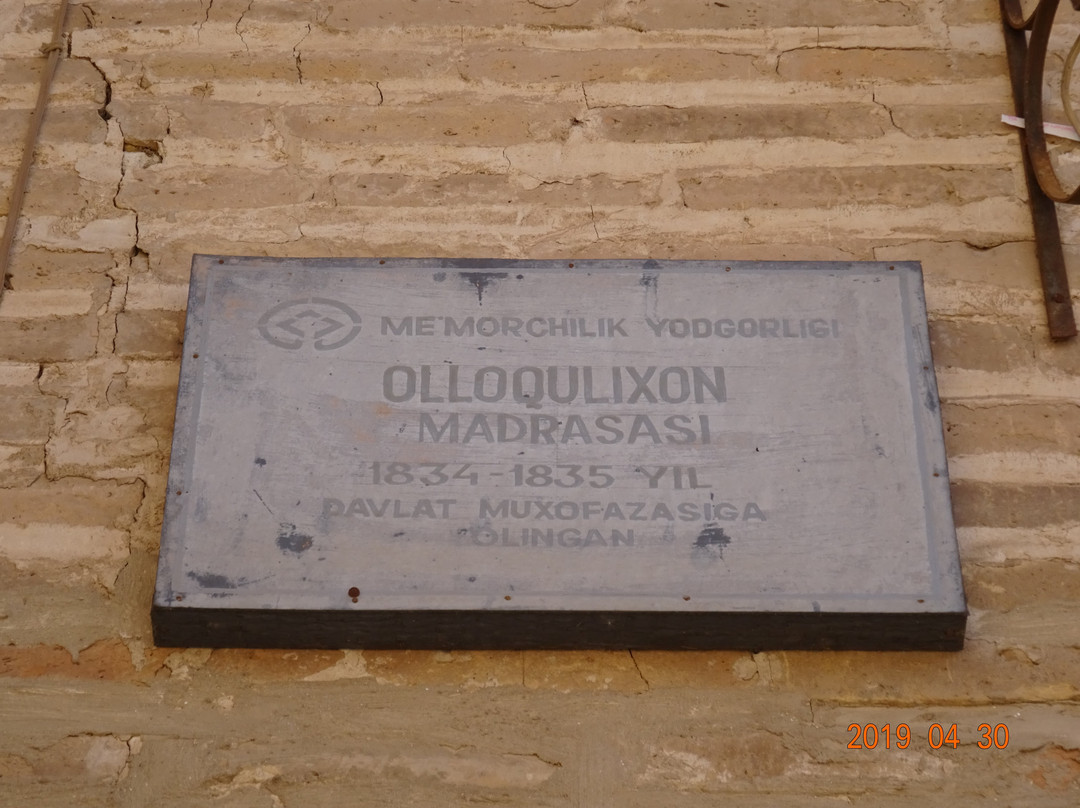 ME'MORCHILIK YODGORLIGI
OLLOQULIXON
MADRASASI
1834-1835 YIL
DAVLAT MUXOFAZASIGA
OLINGAN
2019 04 30